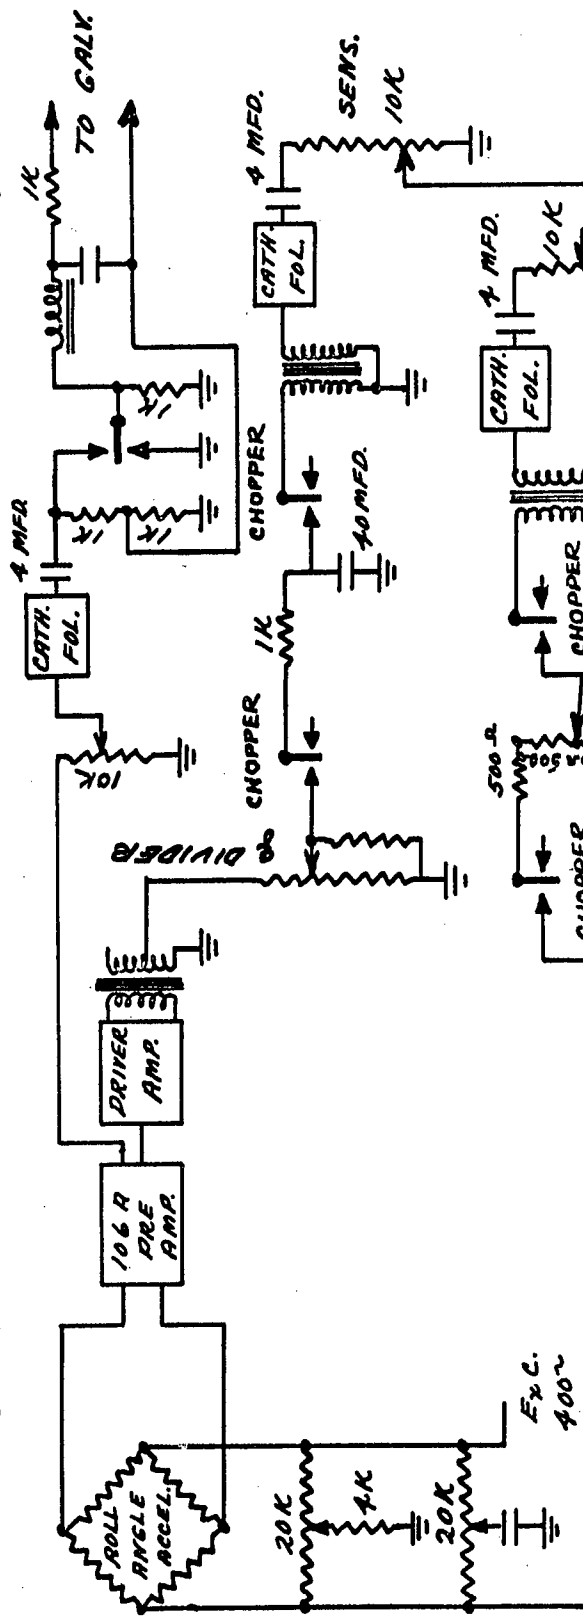 ROLL
ANGLE
ACCEL.
106 A
PRE
AMP.
DRIVER
AMP.
10K
CATH.
FOL.
4 MFD.
1K
1K
1K
1K
TO GALV.
DIVIDER
CHOPPER
1K
40 MFD.
CHOPPER
CATH.
FOL.
4 MFD.
SENS.
10K
20K
4K
20K
EXC.
400~
CHOPPER
500Ω
500
CHOPPER
CATH.
FOL.
4 MFD.
10K